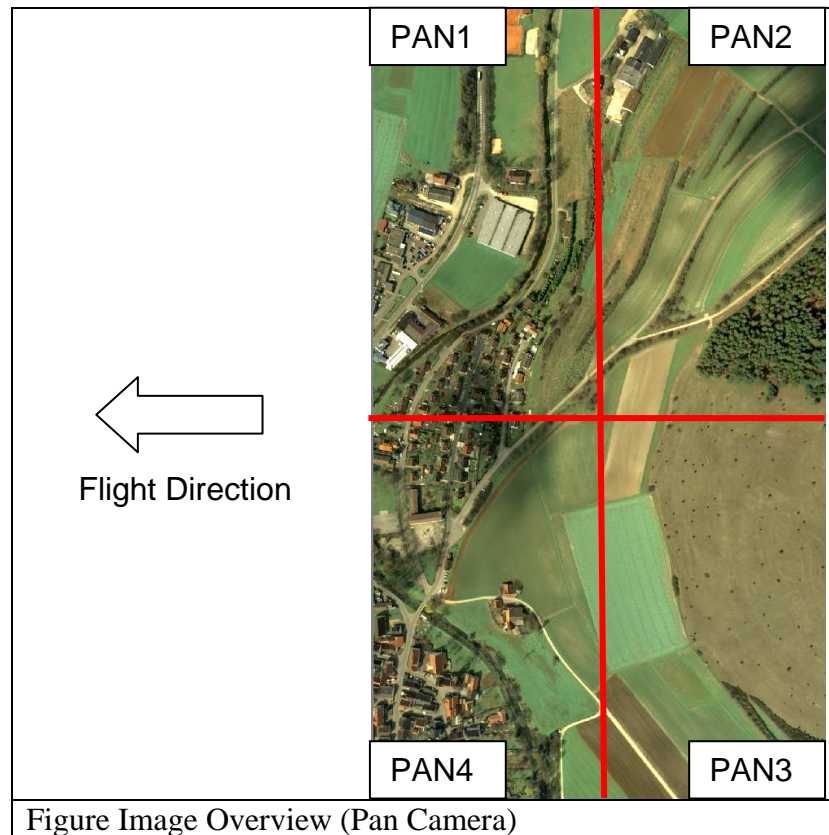 PAN1
PAN2
Flight Direction
PAN4
PAN3
Figure Image Overview (Pan Camera)